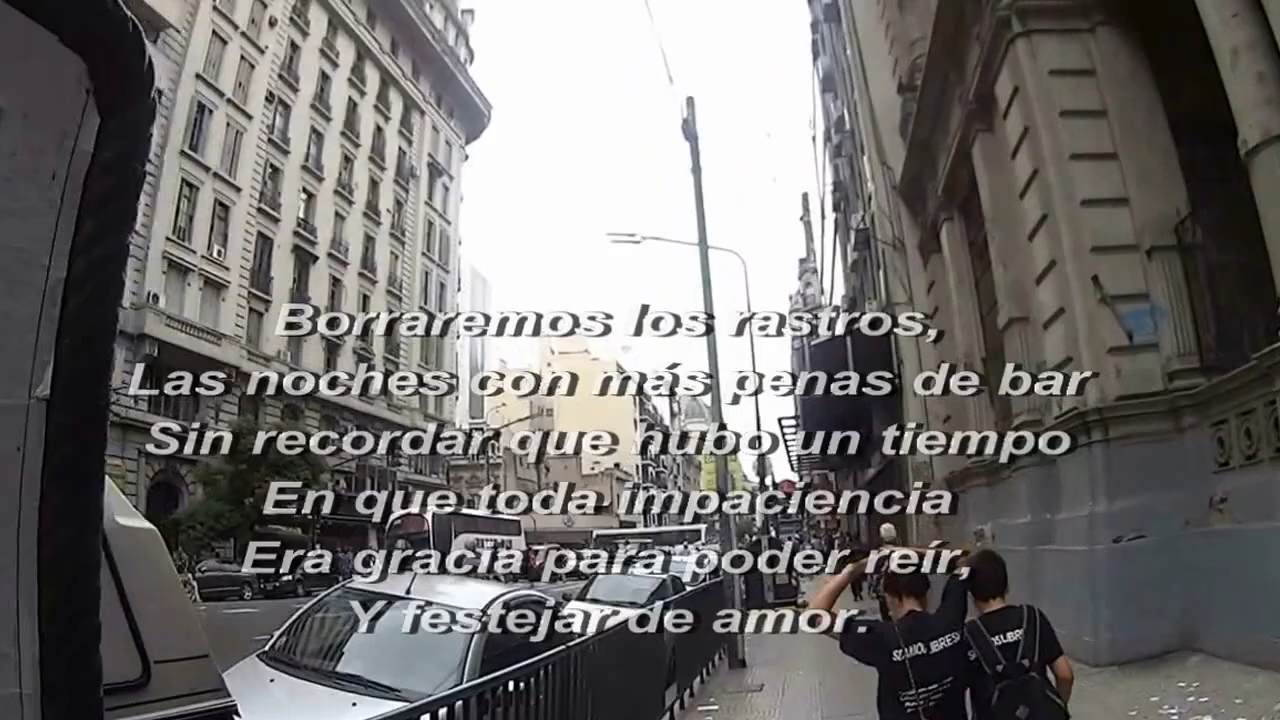 Borraremos los rastros,
Las noches con más penas de bar
Sin recordar que hubo un tiempo
En que toda impaciencia
Era gracia para poder reír,
Y festejar de amor.